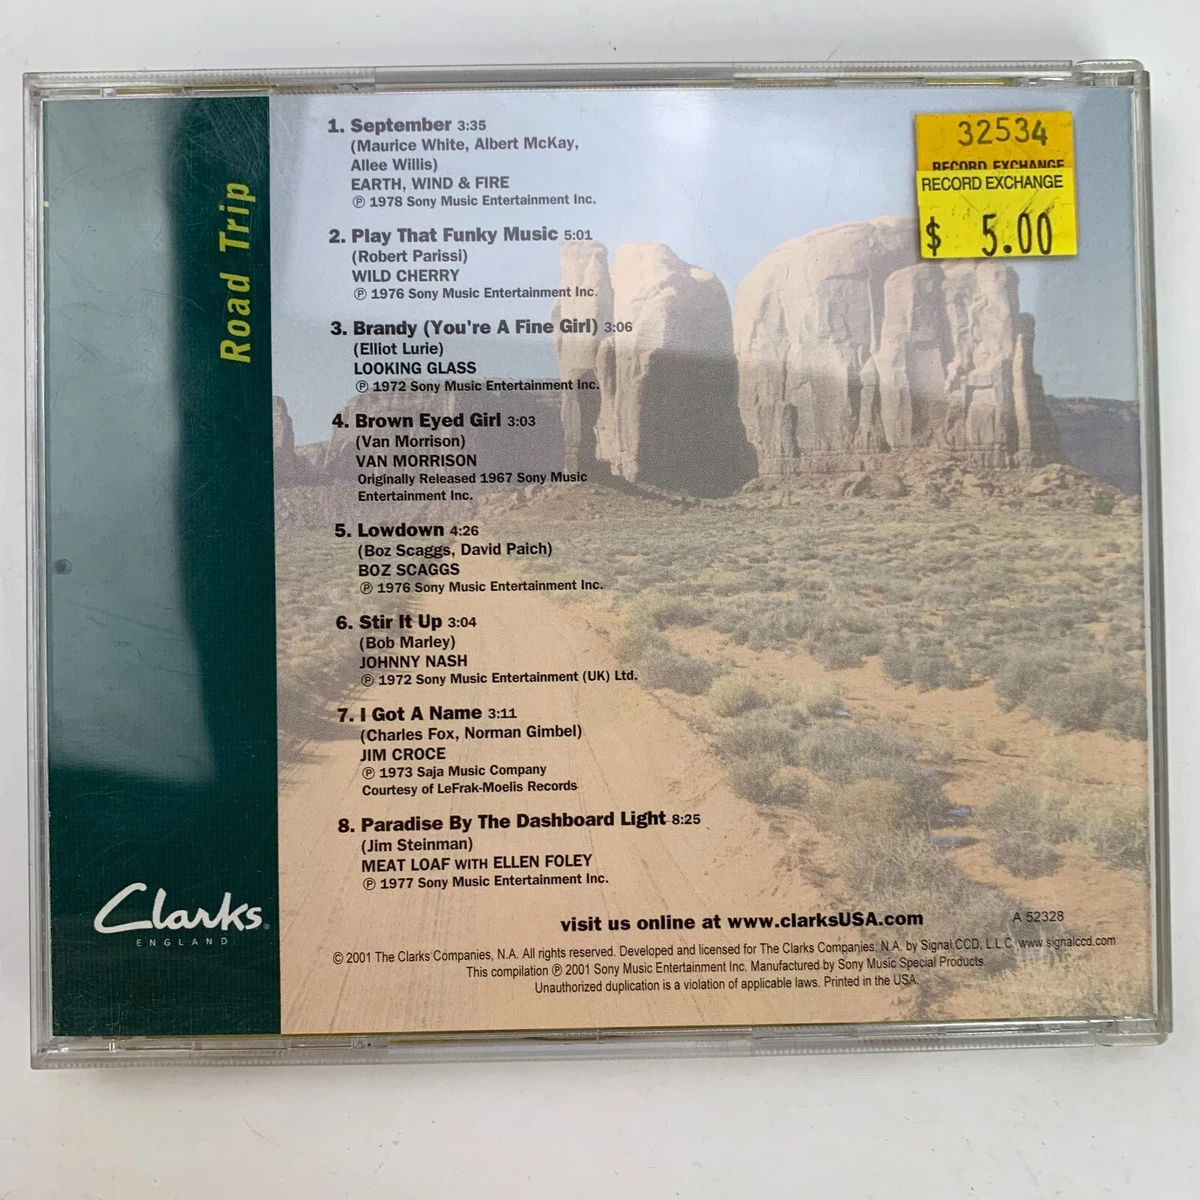 Road Trip
1. September 3:35
(Maurice White, Albert McKay,
Allee Willis)
EARTH, WIND & FIRE
℗ 1978 Sony Music Entertainment Inc.
2. Play That Funky Music 5:01
(Robert Parissi)
WILD CHERRY
℗ 1976 Sony Music Entertainment Inc.
3. Brandy (You're A Fine Girl) 3:06
(Elliot Lurie)
LOOKING GLASS
℗ 1972 Sony Music Entertainment Inc.
4. Brown Eyed Girl 3:03
(Van Morrison)
VAN MORRISON
Originally Released 1967 Sony Music
Entertainment Inc.
5. Lowdown 4:26
(Boz Scaggs, David Paich)
BOZ SCAGGS
℗ 1976 Sony Music Entertainment Inc.
6. Stir It Up 3:04
(Bob Marley)
JOHNNY NASH
℗ 1972 Sony Music Entertainment (UK) Ltd.
7. I Got A Name 3:11
(Charles Fox, Norman Gimbel)
JIM CROCE
℗ 1973 Saja Music Company
Courtesy of LeFrak-Moelis Records
8. Paradise By The Dashboard Light 8:25
(Jim Steinman)
MEAT LOAF WITH ELLEN FOLEY
℗ 1977 Sony Music Entertainment Inc.
32534
RECORD EXCHANGE
RECORD EXCHANGE
$ 5.00
Clarks®
ENGLAND
visit us online at www.clarksUSA.com
A 52328
© 2001 The Clarks Companies, N.A. All rights reserved. Developed and licensed for The Clarks Companies, N.A. by Signal.CCD, L.L.C www.signalccd.com
This compilation ℗ 2001 Sony Music Entertainment Inc. Manufactured by Sony Music Special Products.
Unauthorized duplication is a violation of applicable laws. Printed in the USA.